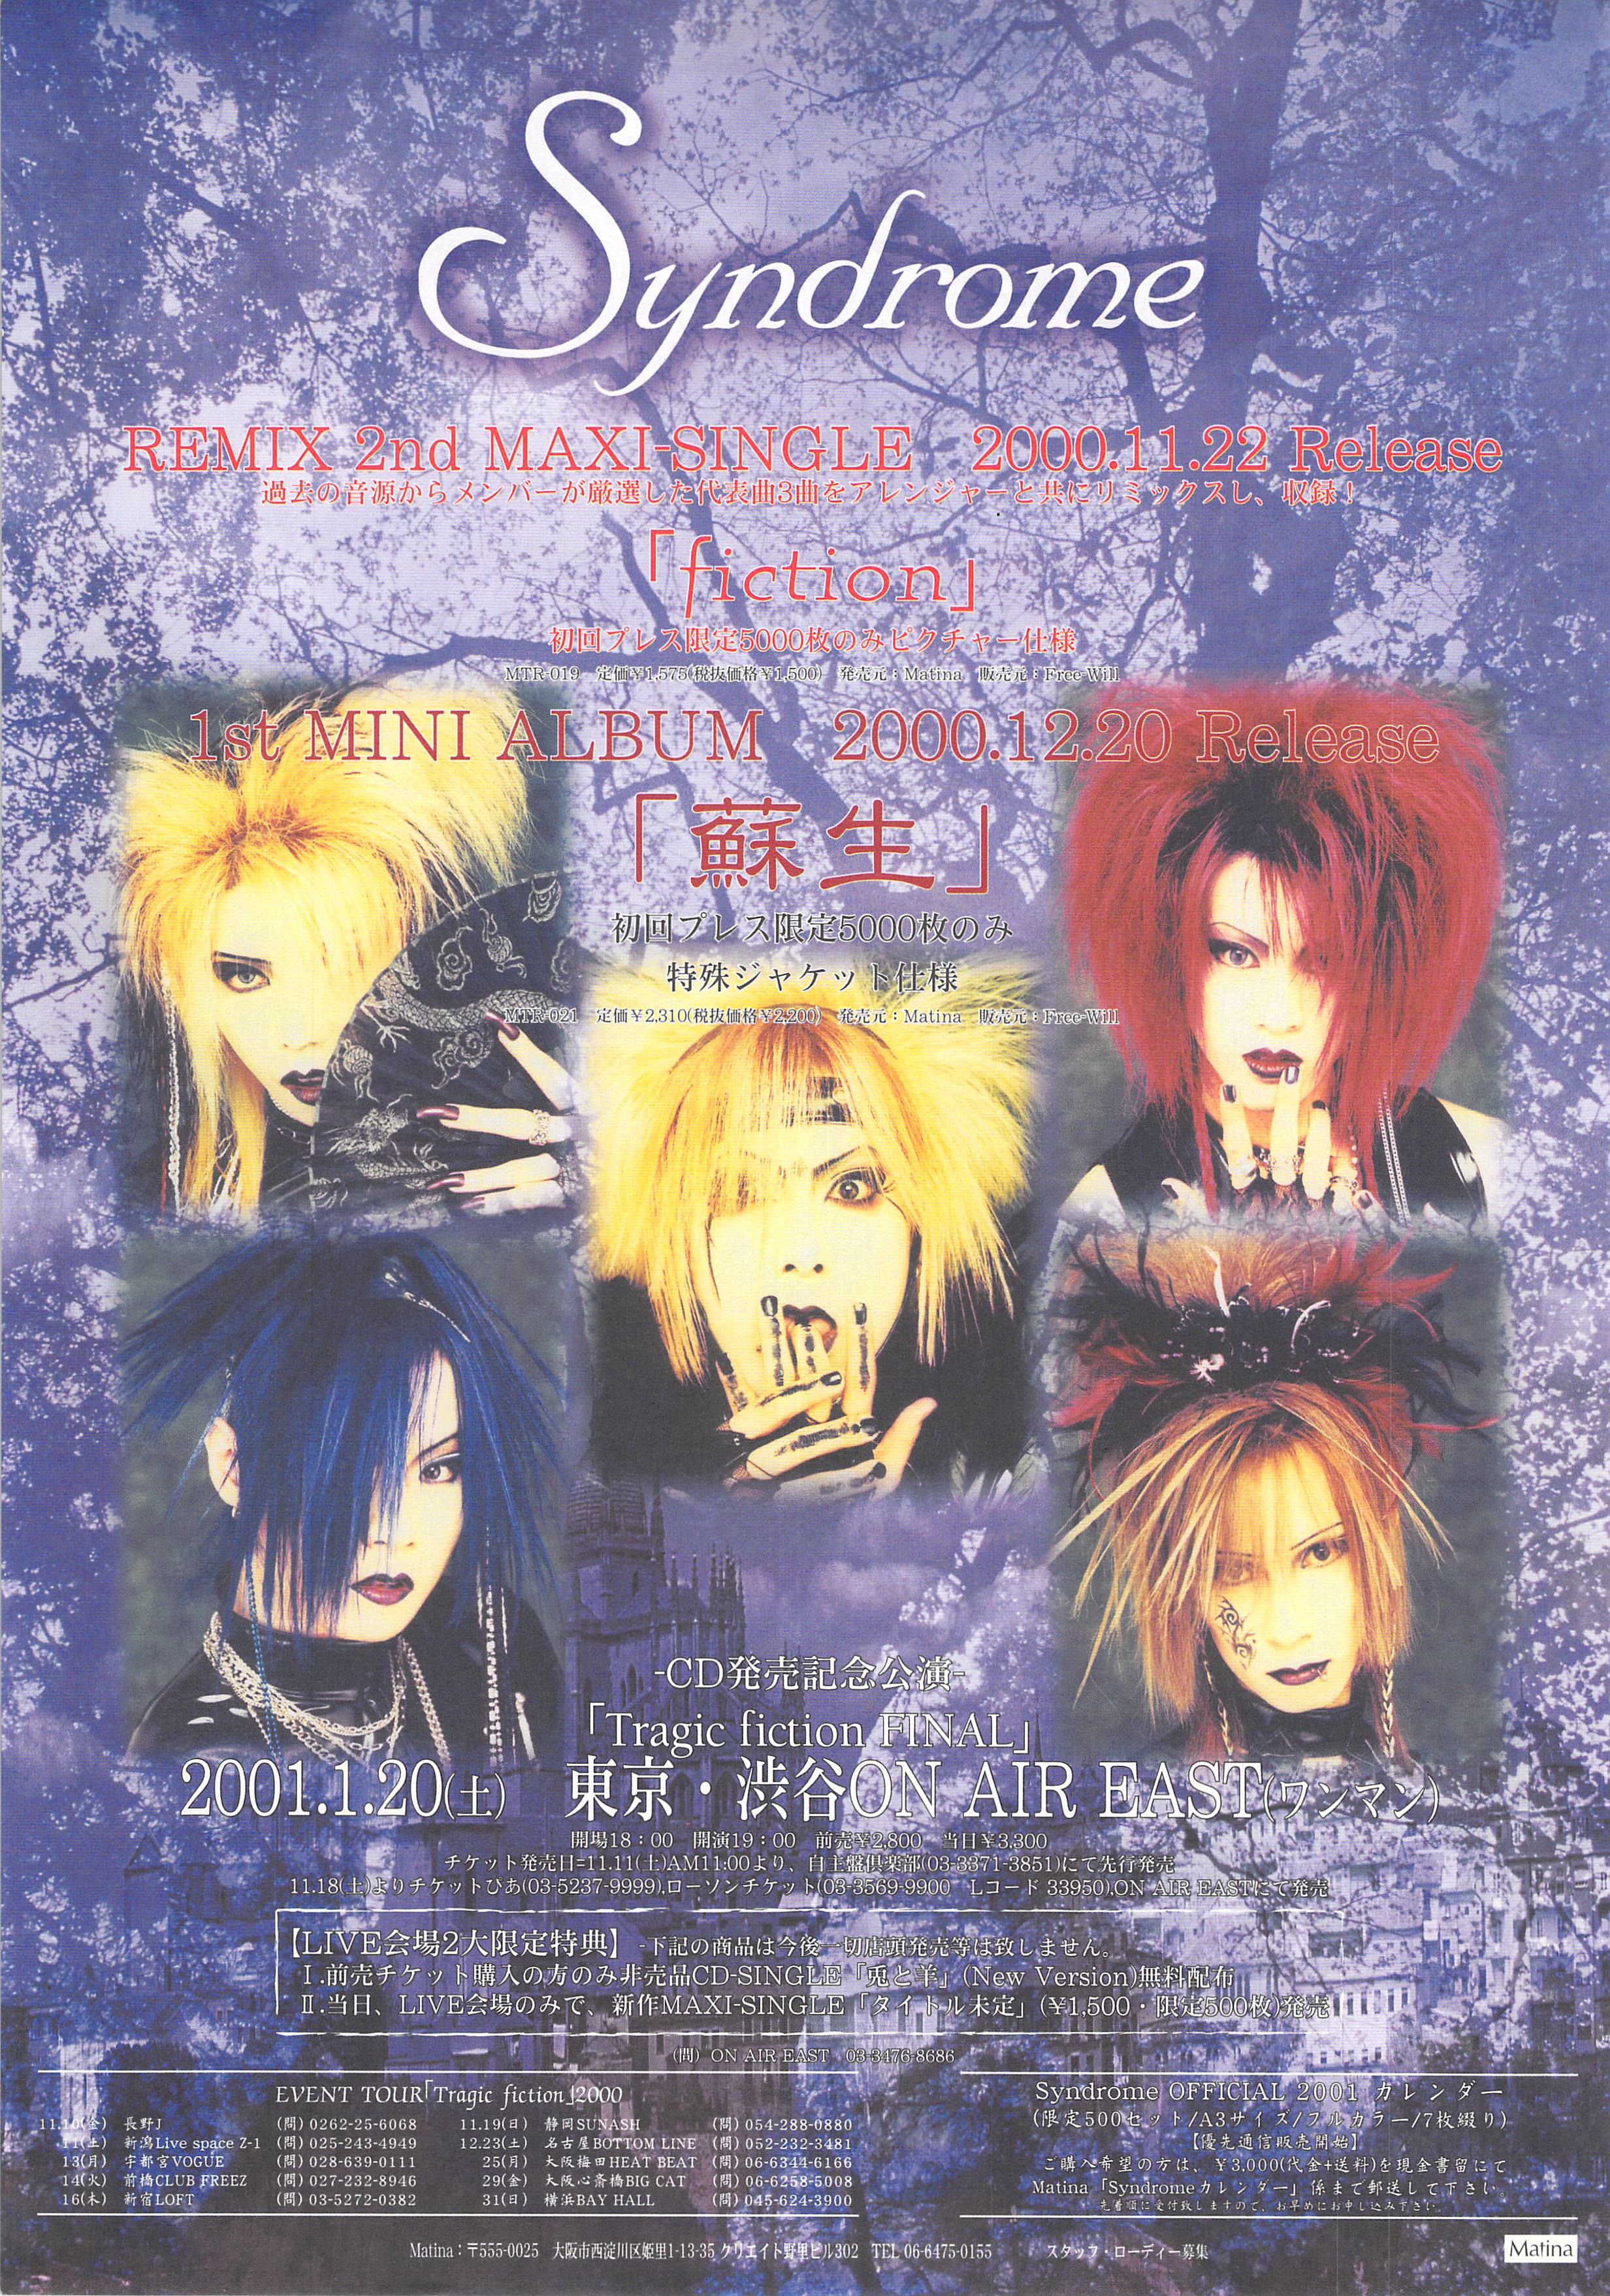 Syndrome
REMIX 2nd MAXI-SINGLE 2000.11.22 Release
過去の音源からメンバーが厳選した代表曲3曲をアレンジャーと共にリミックスし、収録！
「fiction」
初回プレス限定5000枚のみピクチャー仕様
MTR-019 定価￥1,575(税抜価格￥1,500) 発売元：Matina 販売元：Free-Will
1st MINI ALBUM 2000.12.20 Release
「蘇生」
初回プレス限定5000枚のみ
特殊ジャケット仕様
MTR-021 定価￥2,310(税抜価格￥2,200) 発売元：Matina 販売元：Free-Will
-CD発売記念公演-
「Tragic fiction FINAL」
2001.1.20(土) 東京・渋谷ON AIR EAST(ワンマン)
開場18：00 開演19：00 前売￥2,800 当日￥3,300
チケット発売日=11.11(土)AM11:00より、自主盤倶楽部(03-3371-3851)にて先行発売
11.18(土)よりチケットぴあ(03-5237-9999),ローソンチケット(03-3569-9900 Lコード 33950),ON AIR EASTにて発売
【LIVE会場2大限定特典】 -下記の商品は今後一切店頭発売等は致しません。
Ⅰ.前売チケット購入の方のみ非売品CD-SINGLE「兎と羊」(New Version)無料配布
Ⅱ.当日、LIVE会場のみで、新作MAXI-SINGLE「タイトル未定」(￥1,500・限定500枚)発売
(問) ON AIR EAST 03-3476-8686
EVENT TOUR「Tragic fiction」2000
11.10(金) 長野J (問) 0262-25-6068
11(土) 新潟Live space Z-1 (問) 025-243-4949
13(月) 宇都宮VOGUE (問) 028-639-0111
14(火) 前橋CLUB FREEZ (問) 027-232-8946
16(木) 新宿LOFT (問) 03-5272-0382
11.19(日) 静岡SUNASH (問) 054-288-0880
12.23(土) 名古屋BOTTOM LINE (問) 052-232-3481
25(月) 大阪梅田HEAT BEAT (問) 06-6344-6166
29(金) 大阪心斎橋BIG CAT (問) 06-6258-5008
31(日) 横浜BAY HALL (問) 045-624-3900
Syndrome OFFICIAL 2001 カレンダー
(限定500セット/A3サイズ/フルカラー/7枚綴り)
【優先通信販売開始】
ご購入希望の方は、￥3,000(代金+送料)を現金書留にて
Matina「Syndromeカレンダー」係まで郵送して下さい。
先着順に受付致しますので、お早めにお申し込み下さい。
Matina：〒555-0025 大阪市西淀川区姫里1-13-35 クリエイト野里ビル302 TEL 06-6475-0155 スタッフ・ローディー募集
Matina